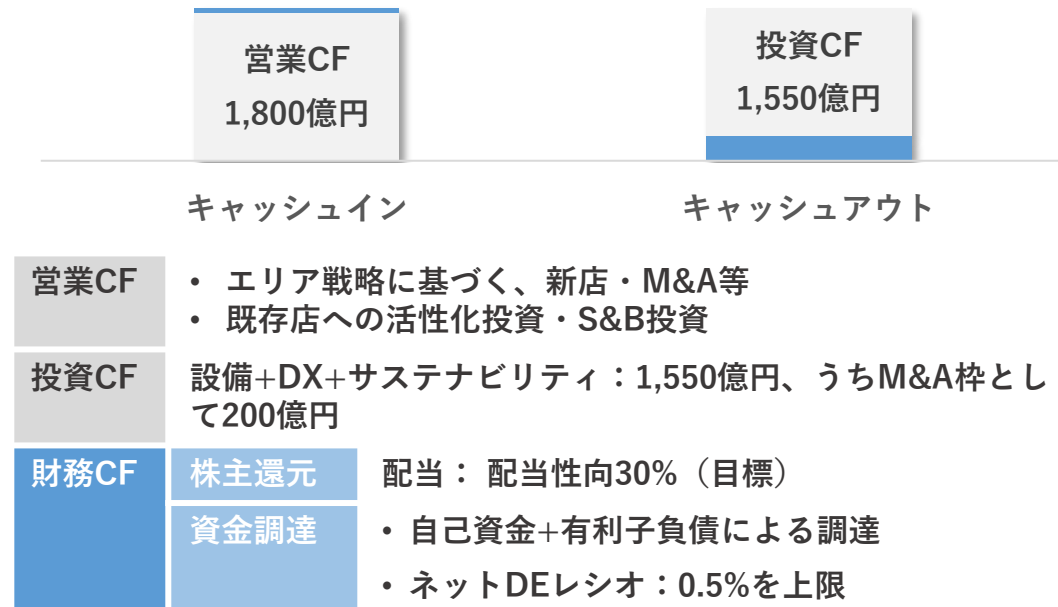 営業CF
1,800億円
投資CF
1,550億円
キャッシュイン
キャッシュアウト
営業CF
• エリア戦略に基づく、新店・M&A等
• 既存店への活性化投資・S&B投資
投資CF
設備+DX+サステナビリティ：1,550億円、うちM&A枠とし
て200億円
財務CF
株主還元
配当： 配当性向30%（目標）
資金調達
• 自己資金+有利子負債による調達
• ネットDEレシオ：0.5%を上限